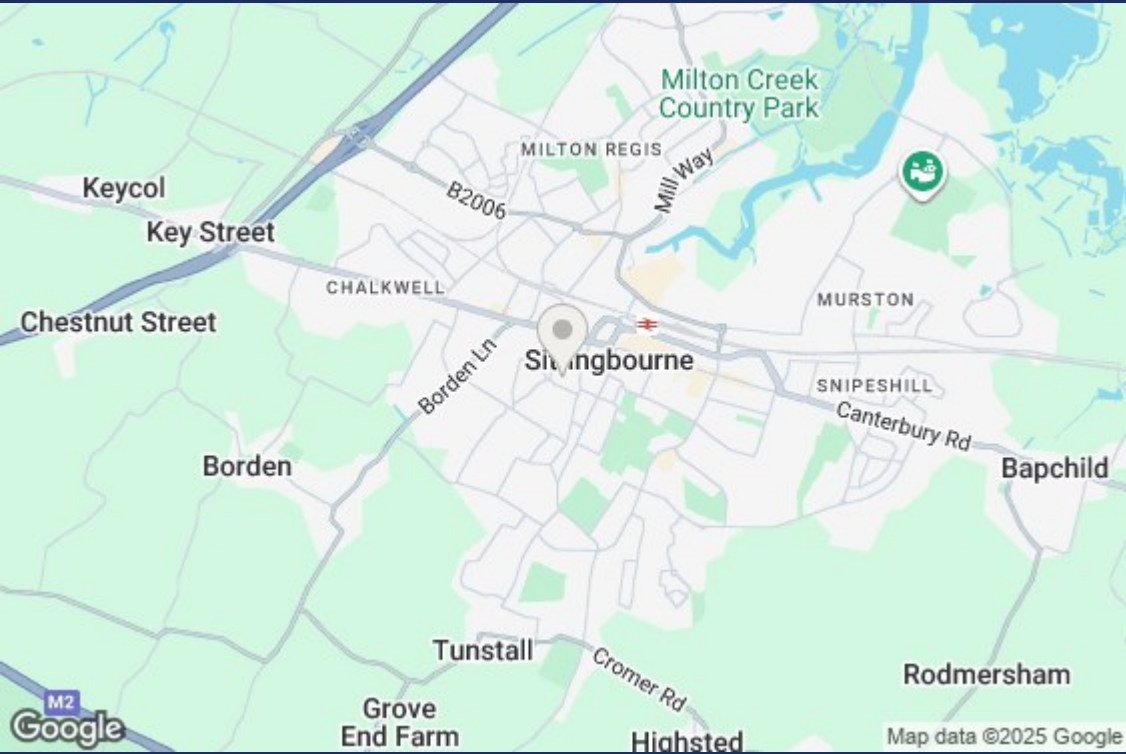 Milton Creek
Country Park
MILTON REGIS
Mill Way
Keycol
B2006
Key Street
CHALKWELL
MURSTON
Chestnut Street
Sittingbourne
Borden Ln
SNIPESHILL
Canterbury Rd
Borden
Bapchild
Tunstall
Cromer Rd
Rodmersham
M2
Grove
End Farm
Google
Highsted
Map data ©2025 Google